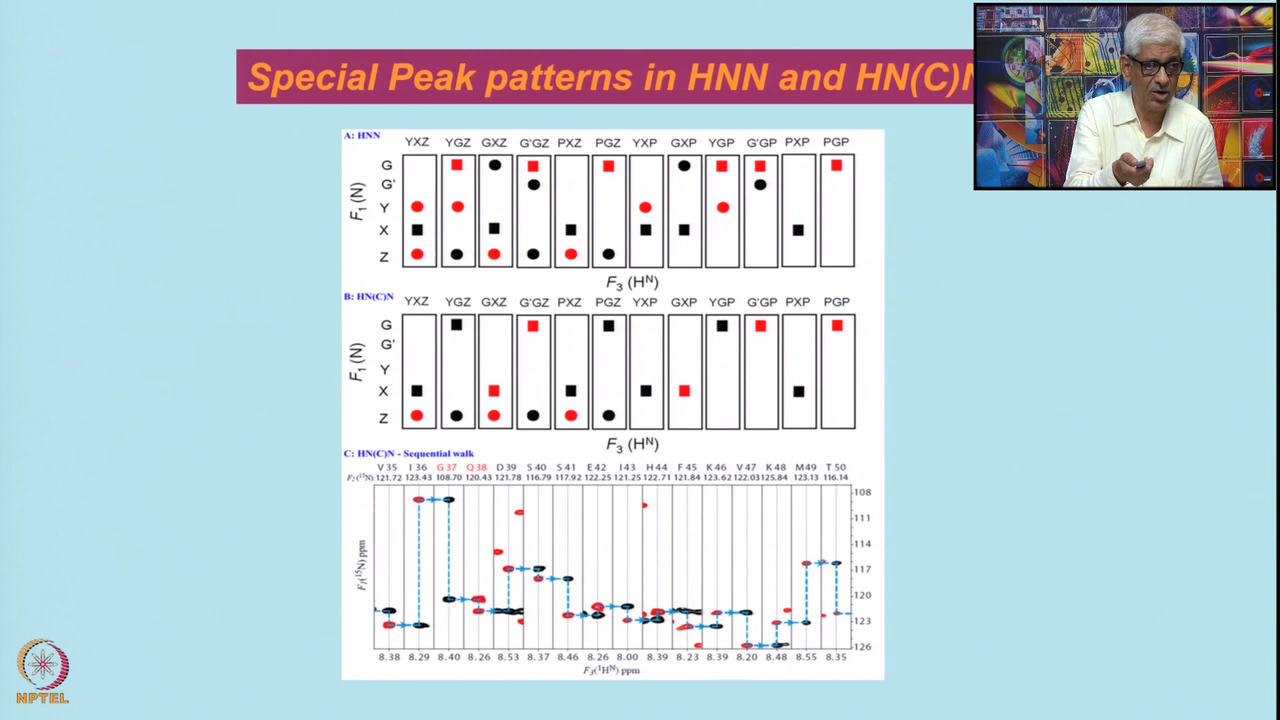 Special Peak patterns in HNN and HN(C)N
A: HNN
YXZ YGZ GXZ G'GZ PXZ PGZ YXP GXP YGP G'GP PXP PGP
G
G'
Y
X
Z
F1 (N)
F3 (HN)
B: HN(C)N
YXZ YGZ GXZ G'GZ PXZ PGZ YXP GXP YGP G'GP PXP PGP
G
G'
Y
X
Z
F1 (N)
F3 (HN)
C: HN(C)N - Sequential walk
V 35 I 36 G 37 Q 38 D 39 S 40 S 41 E 42 I 43 H 44 F 45 K 46 V 47 K 48 M49 T 50
F2(15N) 121.72 123.43 108.70 120.43 121.78 116.79 117.92 122.25 121.25 122.71 121.84 123.62 122.03 125.84 123.13 116.14
108
111
114
117
120
123
126
F1(15N) ppm
8.38 8.29 8.40 8.26 8.53 8.37 8.46 8.26 8.00 8.39 8.23 8.39 8.20 8.48 8.55 8.35
F3(1HN) ppm
NPTEL